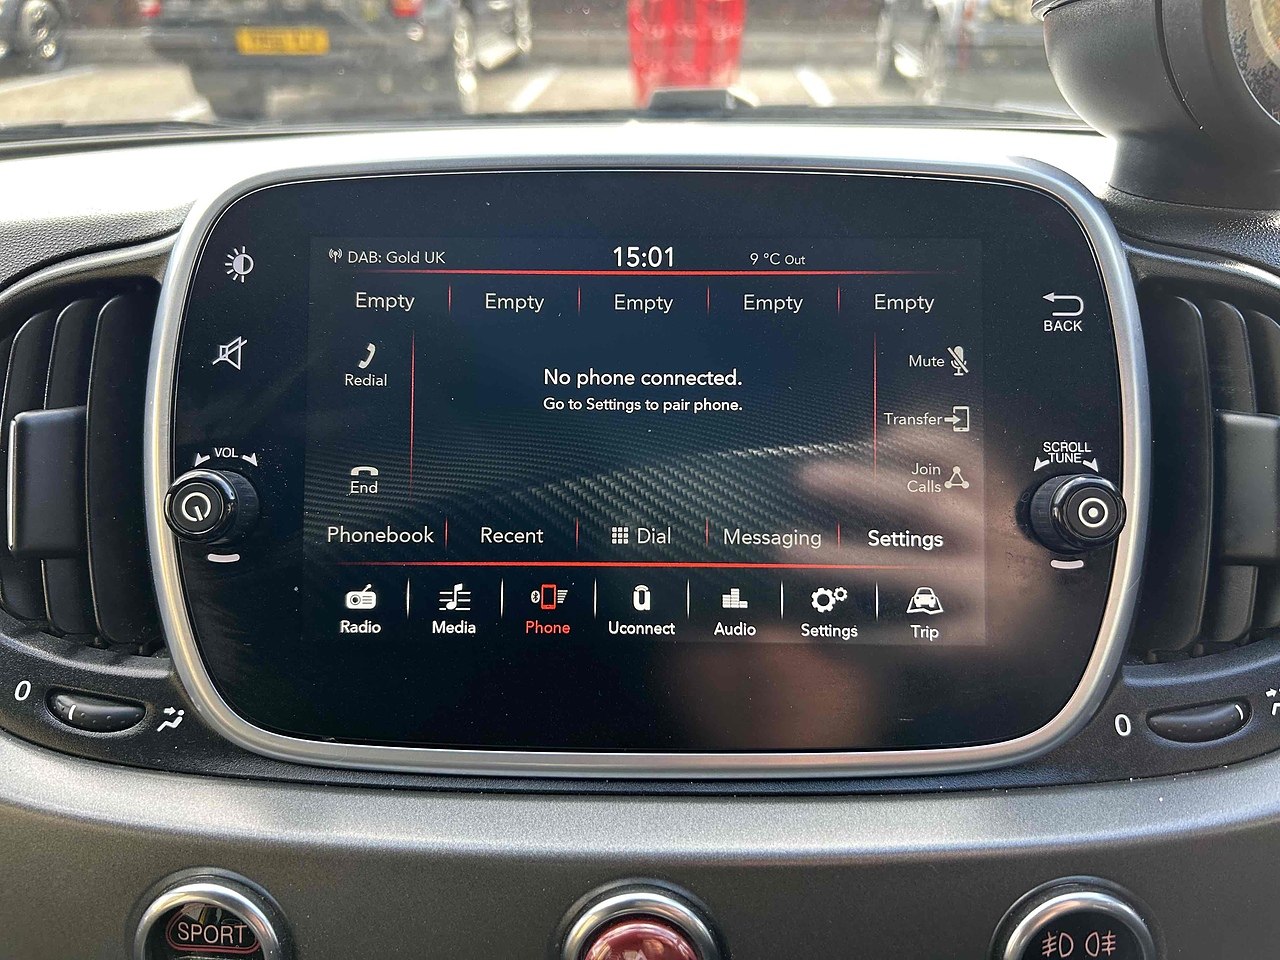 DAB: Gold UK 15:01 9 °C Out
Empty Empty Empty Empty Empty
BACK
Redial
No phone connected.
Go to Settings to pair phone.
Mute
Transfer
VOL
SCROLL
TUNE
End
Join
Calls
Phonebook Recent Dial Messaging Settings
Radio Media Phone Uconnect Audio Settings Trip
0
0
SPORT